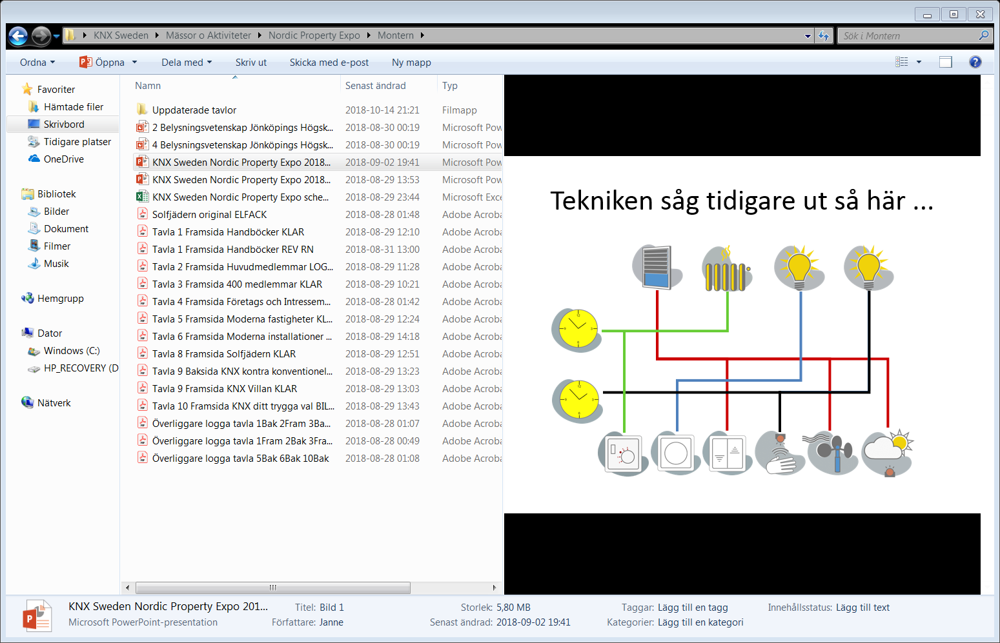 KNX Sweden Mässor o Aktiviteter Nordic Property Expo Montern
Sök i Montern
Ordna Öppna Dela med Skriv ut Skicka med e-post Ny mapp
Favoriter
Hämtade filer
Skrivbord
Tidigare platser
OneDrive
Bibliotek
Bilder
Dokument
Filmer
Musik
Hemgrupp
Dator
Windows (C:)
HP_RECOVERY (D
Nätverk
Namn Senast ändrad Typ
Uppdaterade tavlor 2018-10-14 21:21 Filmapp
2 Belysningsvetenskap Jönköpings Högsk... 2018-08-30 00:19 Microsoft Pow
4 Belysningsvetenskap Jönköpings Högsk... 2018-08-30 00:19 Microsoft Pow
KNX Sweden Nordic Property Expo 2018... 2018-09-02 19:41 Microsoft Pow
KNX Sweden Nordic Property Expo 2018... 2018-08-29 13:53 Microsoft Pow
KNX Sweden Nordic Property Expo sche... 2018-08-29 23:44 Microsoft Exce
Solfjädern original ELFACK 2018-08-28 01:48 Adobe Acroba
Tavla 1 Framsida Handböcker KLAR 2018-08-29 12:10 Adobe Acroba
Tavla 1 Framsida Handböcker REV RN 2018-08-31 13:00 Adobe Acroba
Tavla 2 Framsida Huvudmedlemmar LOG... 2018-08-29 11:28 Adobe Acroba
Tavla 3 Framsida 400 medlemmar KLAR 2018-08-29 10:21 Adobe Acroba
Tavla 4 Framsida Företags och Intressem... 2018-08-28 01:42 Adobe Acroba
Tavla 5 Framsida Moderna fastigheter KL... 2018-08-29 12:24 Adobe Acroba
Tavla 6 Framsida Moderna installationer ... 2018-08-29 14:18 Adobe Acroba
Tavla 8 Framsida Solfjädern KLAR 2018-08-29 12:51 Adobe Acroba
Tavla 9 Baksida KNX kontra konventionel... 2018-08-29 13:23 Adobe Acroba
Tavla 9 Framsida KNX Villan KLAR 2018-08-29 13:03 Adobe Acroba
Tavla 10 Framsida KNX ditt trygga val BIL... 2018-08-29 13:43 Adobe Acroba
Överliggare logga tavla 1Bak 2Fram 3Ba... 2018-08-28 01:07 Adobe Acroba
Överliggare logga tavla 1Fram 2Bak 3Fra... 2018-08-28 00:49 Adobe Acroba
Överliggare logga tavla 5Bak 6Bak 10Bak 2018-08-28 01:08 Adobe Acroba
Tekniken såg tidigare ut så här ...
KNX Sweden Nordic Property Expo 201... Titel: Bild 1 Storlek: 5,80 MB Taggar: Lägg till en tagg Innehållsstatus: Lägg till text
Microsoft PowerPoint-presentation Författare: Janne Senast ändrad: 2018-09-02 19:41 Kategorier: Lägg till en kategori